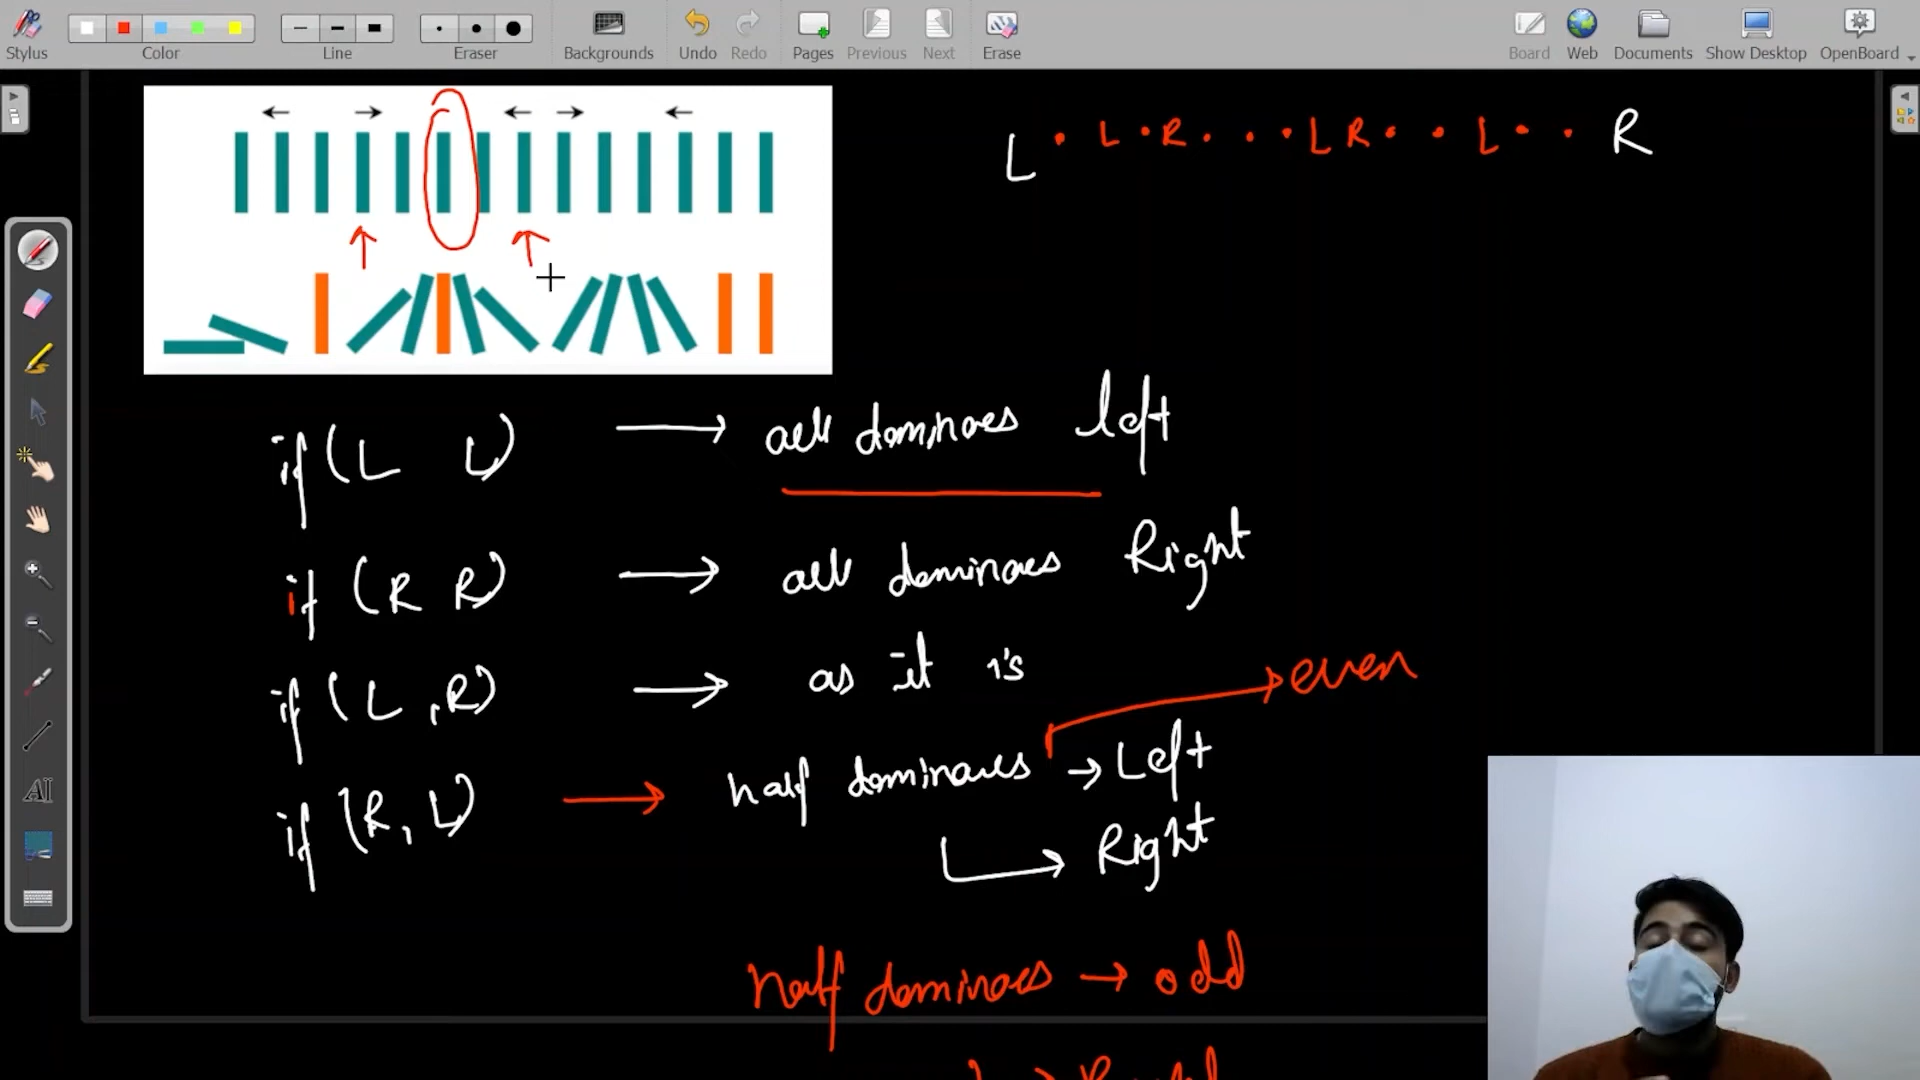 Stylus Color Line Eraser Backgrounds Undo Redo Pages Previous Next Erase Board Web Documents Show Desktop OpenBoard
L . L . R . . . L R . . L . . R
if (L L) → all dominoes left
if (R R) → all dominoes Right
if (L, R) → as it is
even
if (R, L) → half dominoes → Left
Right
half dominoes → odd
AI